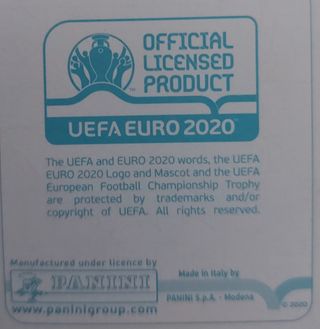 OFFICIAL
LICENSED
PRODUCT
™
UEFA EURO 2020™
The UEFA and EURO 2020 words, the UEFA
EURO 2020 Logo and Mascot and the UEFA
European Football Championship Trophy
are protected by trademarks and/or
copyright of UEFA. All rights reserved.
Manufactured under licence by
PANINI
www.paninigroup.com
Made in Italy by
PANINI S.p.A. - Modena
© 2020